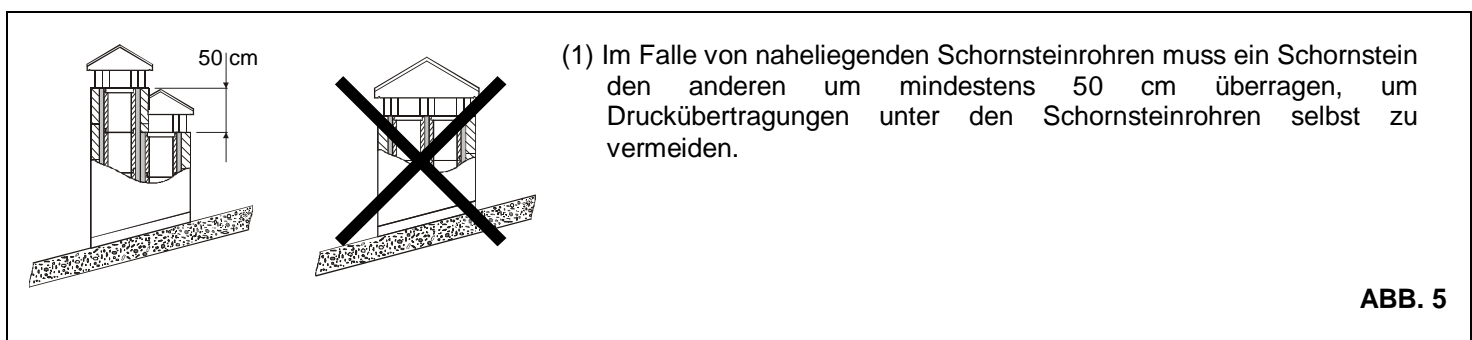 50 cm
(1) Im Falle von naheliegenden Schornsteinrohren muss ein Schornstein
den anderen um mindestens 50 cm überragen, um
Druckübertragungen unter den Schornsteinrohren selbst zu
vermeiden.
ABB. 5